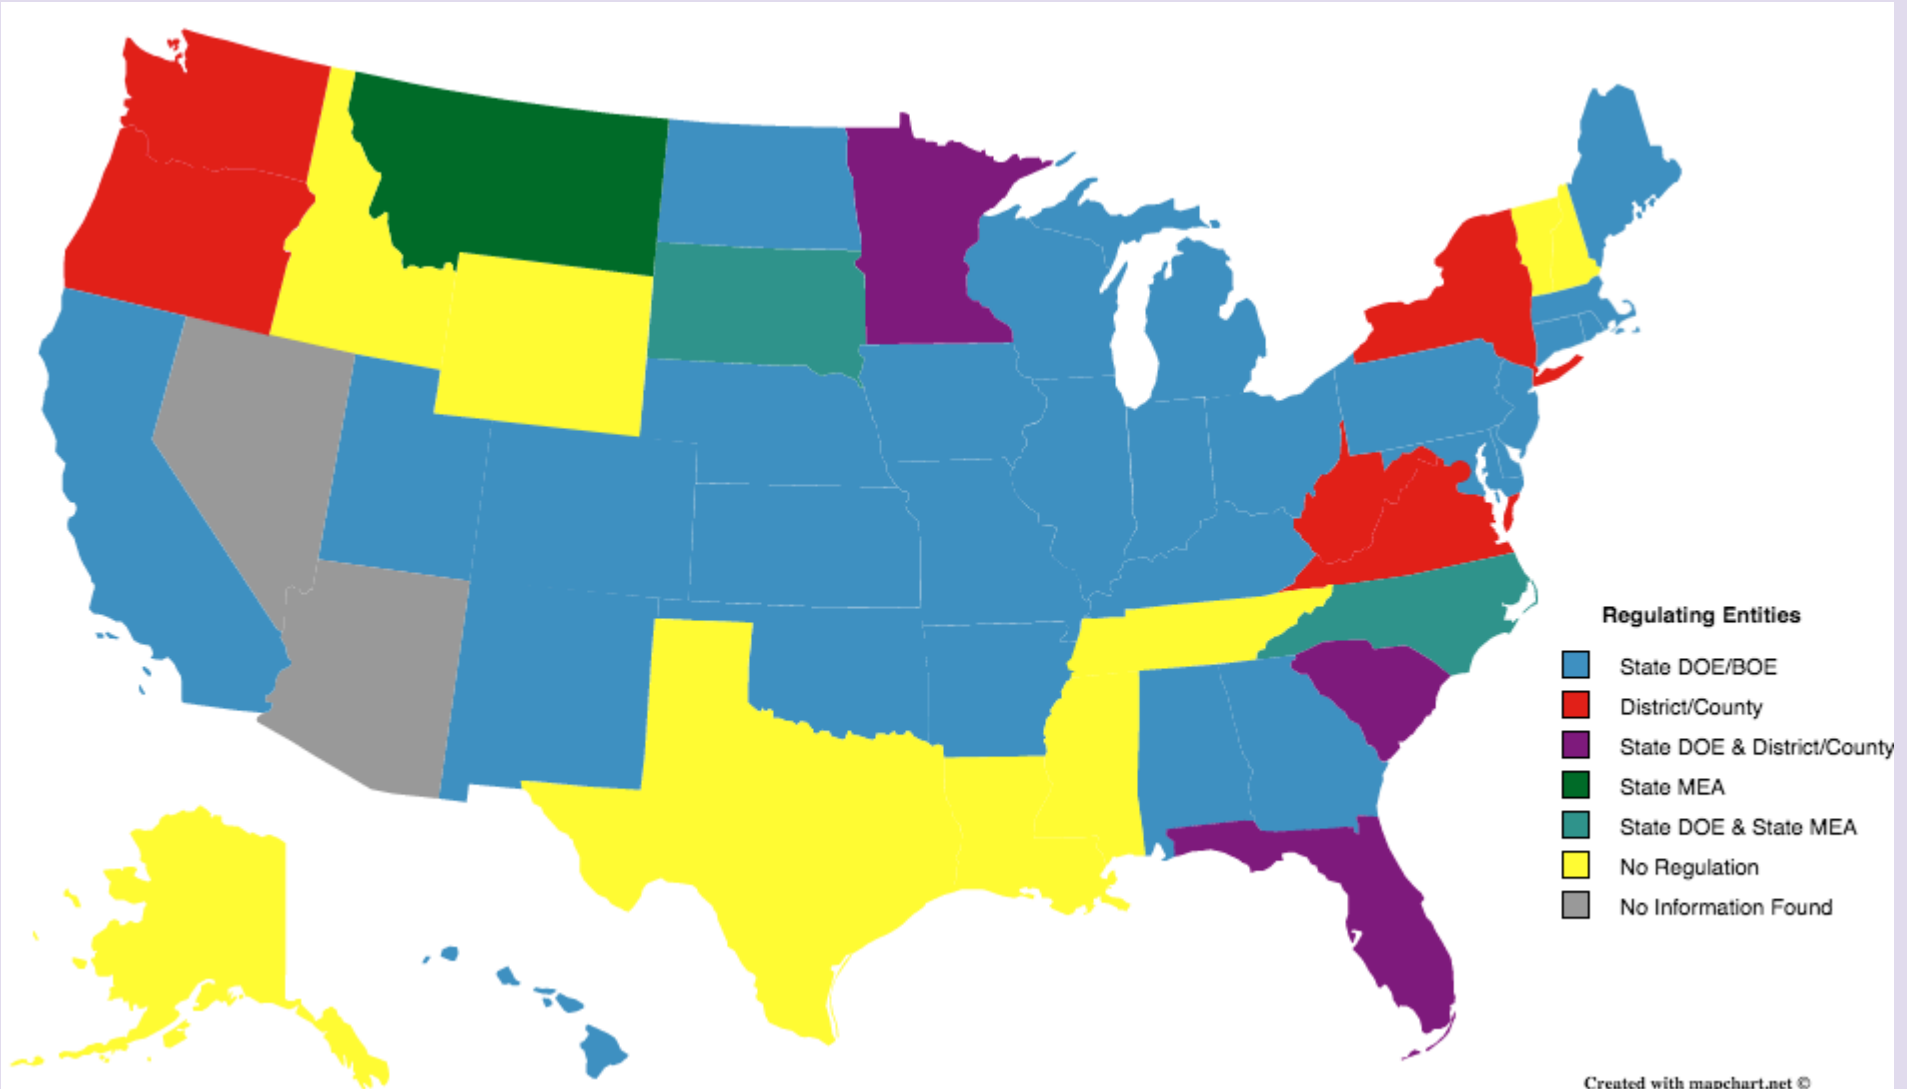 Regulating Entities
State DOE/BOE
District/County
State DOE & District/County
State MEA
State DOE & State MEA
No Regulation
No Information Found
Created with mapchart.net ©